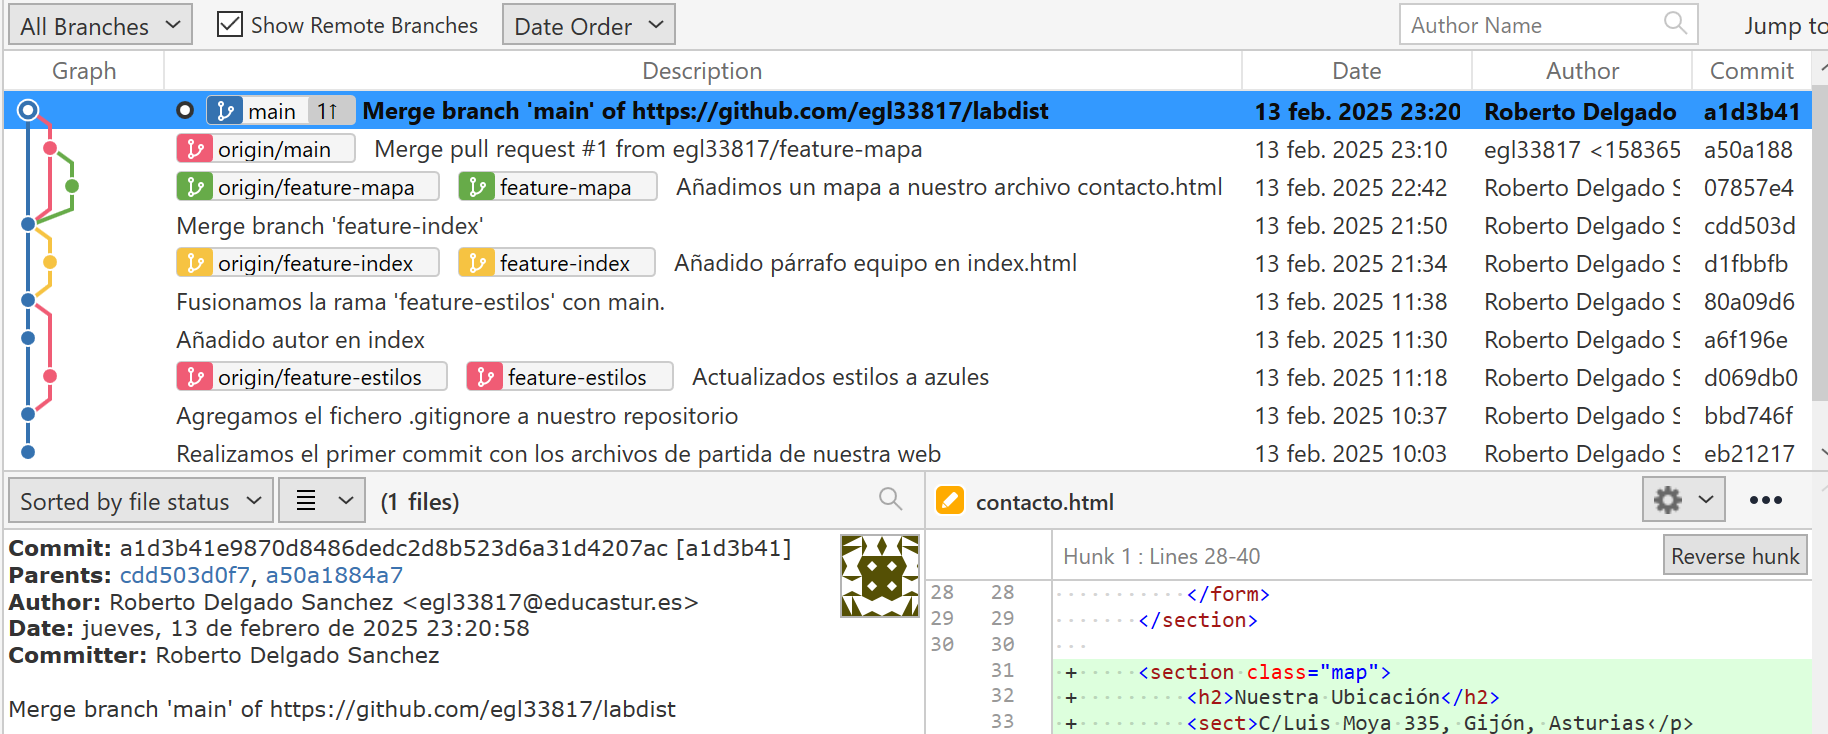 All Branches Show Remote Branches Date Order Author Name Jump to
Graph Description Date Author Commit
main 1↑ Merge branch 'main' of https://github.com/egl33817/labdist 13 feb. 2025 23:20 Roberto Delgado a1d3b41
origin/main Merge pull request #1 from egl33817/feature-mapa 13 feb. 2025 23:10 egl33817 <158365 a50a188
origin/feature-mapa feature-mapa Añadimos un mapa a nuestro archivo contacto.html 13 feb. 2025 22:42 Roberto Delgado S 07857e4
Merge branch 'feature-index' 13 feb. 2025 21:50 Roberto Delgado S cdd503d
origin/feature-index feature-index Añadido párrafo equipo en index.html 13 feb. 2025 21:34 Roberto Delgado S d1fbbfb
Fusionamos la rama 'feature-estilos' con main. 13 feb. 2025 11:38 Roberto Delgado S 80a09d6
Añadido autor en index 13 feb. 2025 11:30 Roberto Delgado S a6f196e
origin/feature-estilos feature-estilos Actualizados estilos a azules 13 feb. 2025 11:18 Roberto Delgado S d069db0
Agregamos el fichero .gitignore a nuestro repositorio 13 feb. 2025 10:37 Roberto Delgado S bbd746f
Realizamos el primer commit con los archivos de partida de nuestra web 13 feb. 2025 10:03 Roberto Delgado S eb21217
Sorted by file status (1 files)
Commit: a1d3b41e9870d8486dedc2d8b523d6a31d4207ac [a1d3b41]
Parents: cdd503d0f7, a50a1884a7
Author: Roberto Delgado Sanchez <egl33817@educastur.es>
Date: jueves, 13 de febrero de 2025 23:20:58
Committer: Roberto Delgado Sanchez
Merge branch 'main' of https://github.com/egl33817/labdist
contacto.html
Hunk 1 : Lines 28-40 Reverse hunk
28 28 </form>
29 29 </section>
30 30
31 + <section class="map">
32 + <h2>Nuestra Ubicación</h2>
33 + <sect>C/Luis Moya 335, Gijón, Asturias</p>